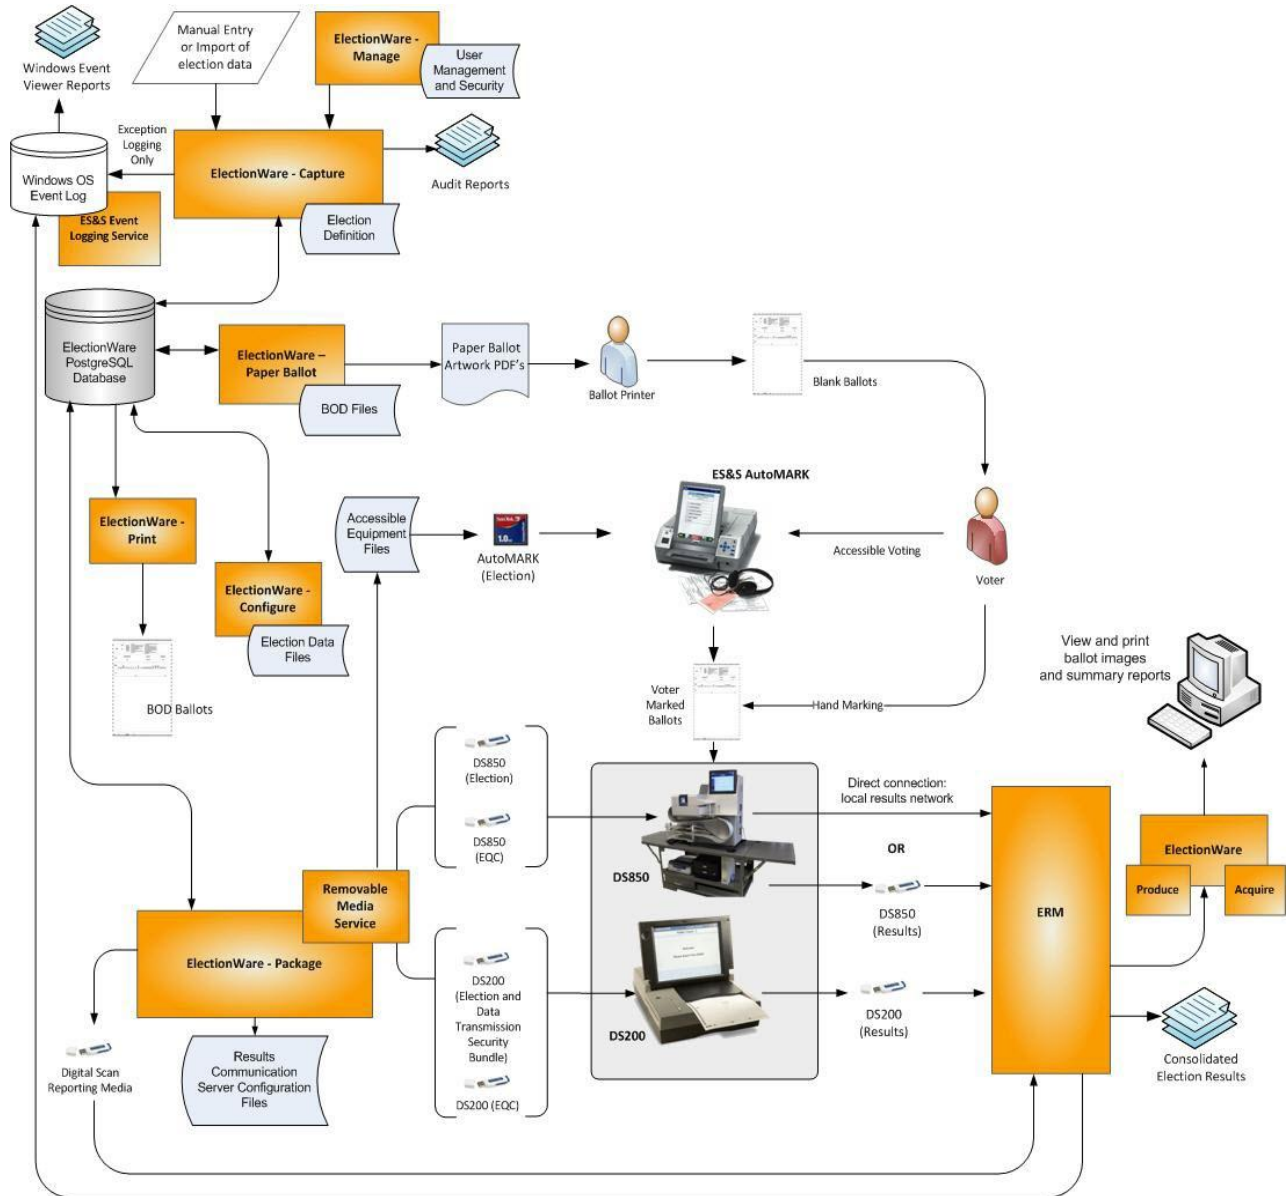 Manual Entry
or Import of
election data
ElectionWare -
Manage
User
Management
and Security
Windows Event
Viewer Reports
Exception
Logging
Only
ElectionWare - Capture
Audit Reports
Windows OS
Event Log
ES&S Event
Logging Service
Election
Definition
ElectionWare
PostgreSQL
Database
ElectionWare –
Paper Ballot
BOD Files
Paper Ballot
Artwork PDF's
Ballot Printer
Blank Ballots
ES&S AutoMARK
ElectionWare -
Print
Accessible
Equipment
Files
1.0
AutoMARK
(Election)
Accessible Voting
Voter
ElectionWare -
Configure
Election Data
Files
BOD Ballots
Voter
Marked
Ballots
Hand Marking
View and print
ballot images
and summary reports
DS850
(Election)
DS850
(EQC)
DS850
Direct connection:
local results network
OR
DS850
(Results)
ERM
ElectionWare
Produce
Acquire
Removable
Media
Service
ElectionWare - Package
DS200
(Election and
Data
Transmission
Security
Bundle)
DS200 (EQC)
DS200
DS200
(Results)
Digital Scan
Reporting Media
Results
Communication
Server Configuration
Files
Consolidated
Election Results